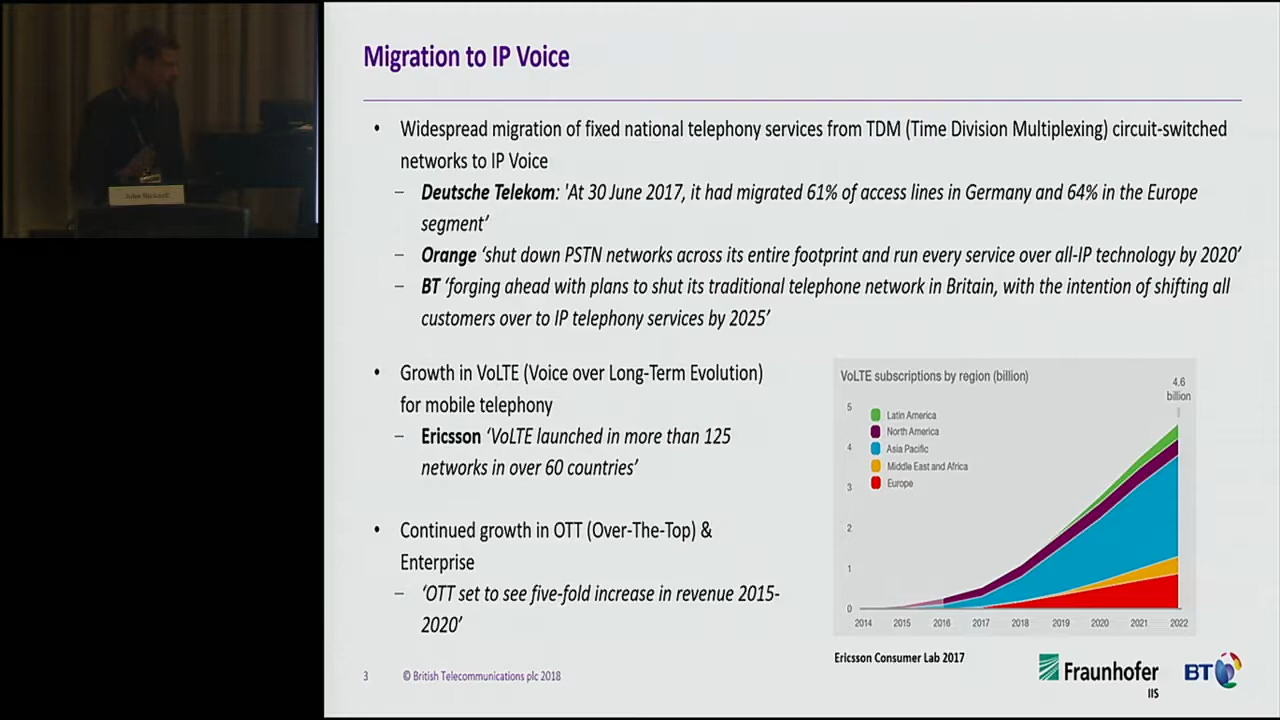 Migration to IP Voice
• Widespread migration of fixed national telephony services from TDM (Time Division Multiplexing) circuit-switched
networks to IP Voice
– Deutsche Telekom: 'At 30 June 2017, it had migrated 61% of access lines in Germany and 64% in the Europe
segment’
– Orange ‘shut down PSTN networks across its entire footprint and run every service over all-IP technology by 2020’
– BT ‘forging ahead with plans to shut its traditional telephone network in Britain, with the intention of shifting all
customers over to IP telephony services by 2025’
• Growth in VoLTE (Voice over Long-Term Evolution)
for mobile telephony
– Ericsson ‘VoLTE launched in more than 125
networks in over 60 countries’
• Continued growth in OTT (Over-The-Top) &
Enterprise
– ‘OTT set to see five-fold increase in revenue 2015-
2020’
VoLTE subscriptions by region (billion)
4.6
billion
5
4
3
2
1
0
Latin America
North America
Asia Pacific
Middle East and Africa
Europe
2014 2015 2016 2017 2018 2019 2020 2021 2022
Ericsson Consumer Lab 2017
3 © British Telecommunications plc 2018
Fraunhofer
IIS
BT